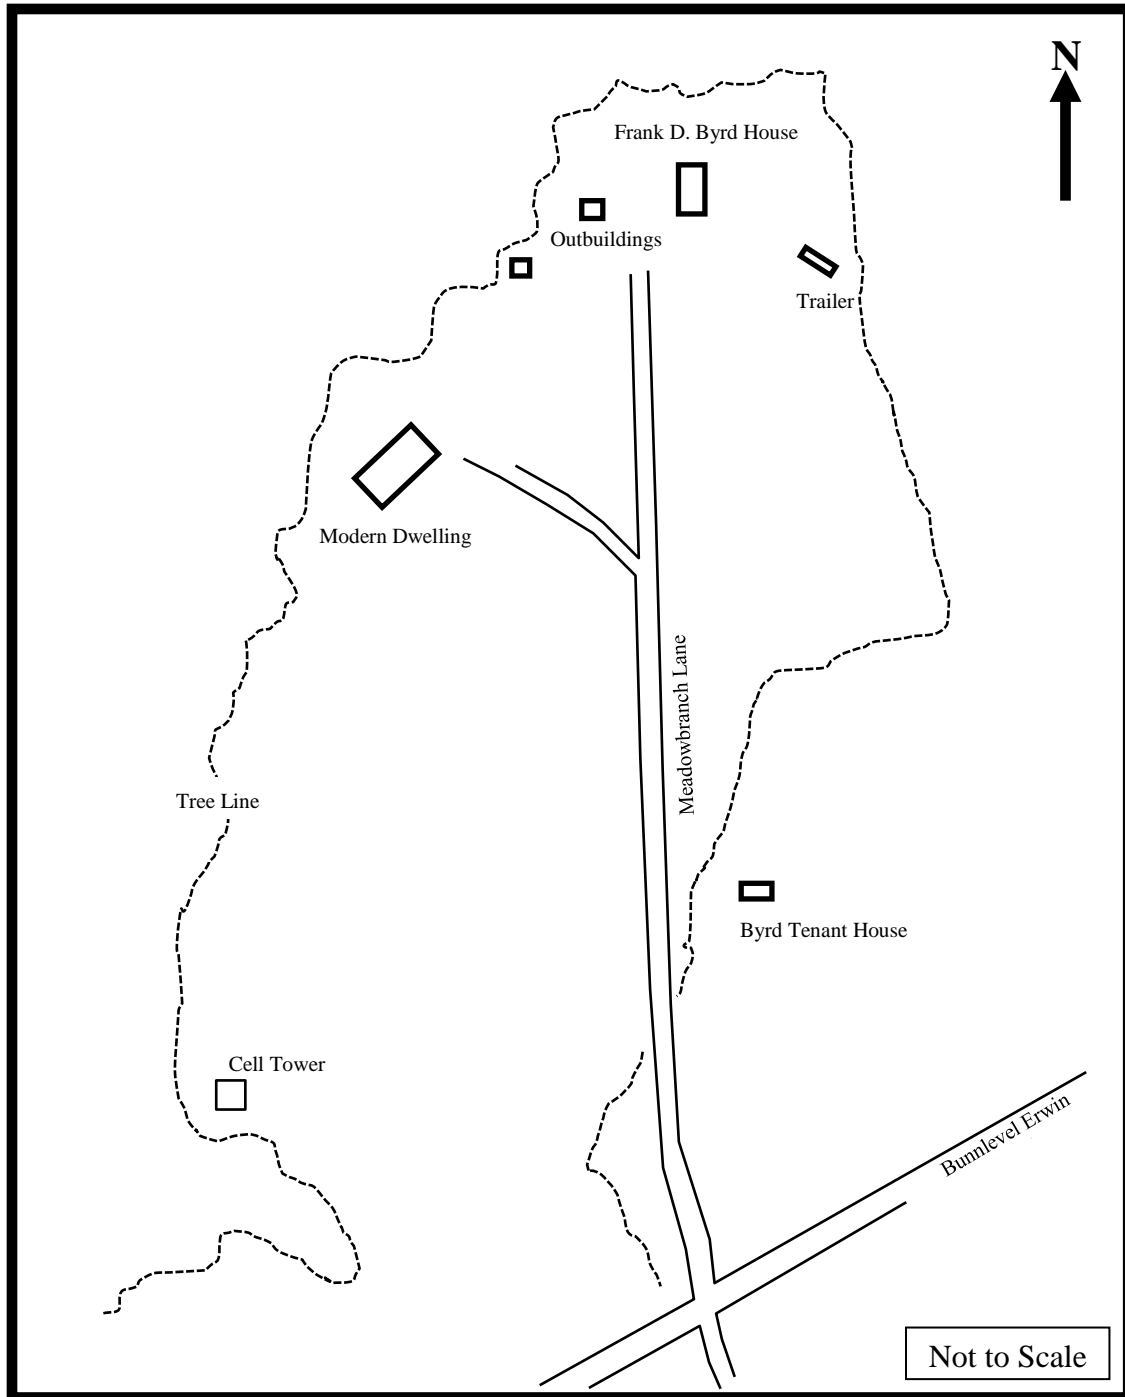 N
Frank D. Byrd House
Outbuildings
Trailer
Modern Dwelling
Meadowbranch Lane
Tree Line
Byrd Tenant House
Cell Tower
Bunnlevel Erwin
Not to Scale